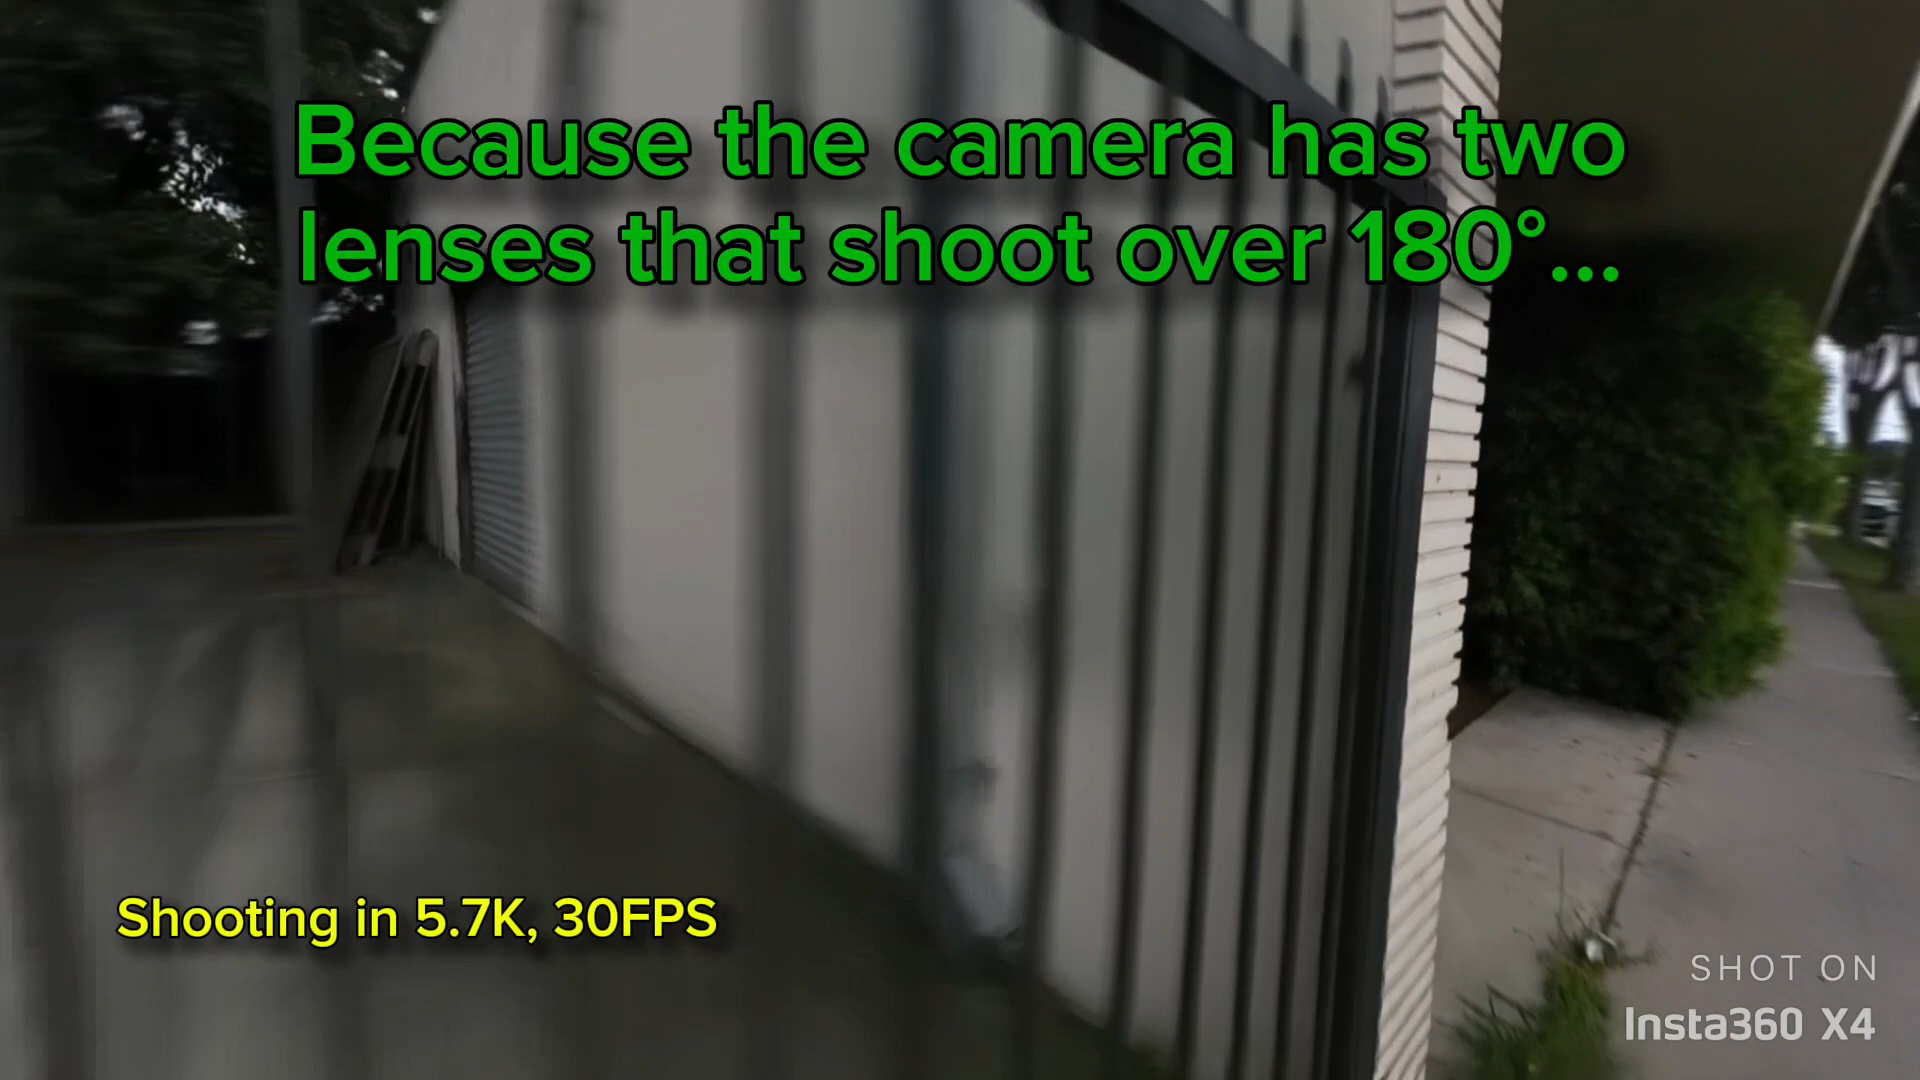 Because the camera has two
lenses that shoot over 180°...
Shooting in 5.7K, 30FPS
SHOT ON
Insta360 X4